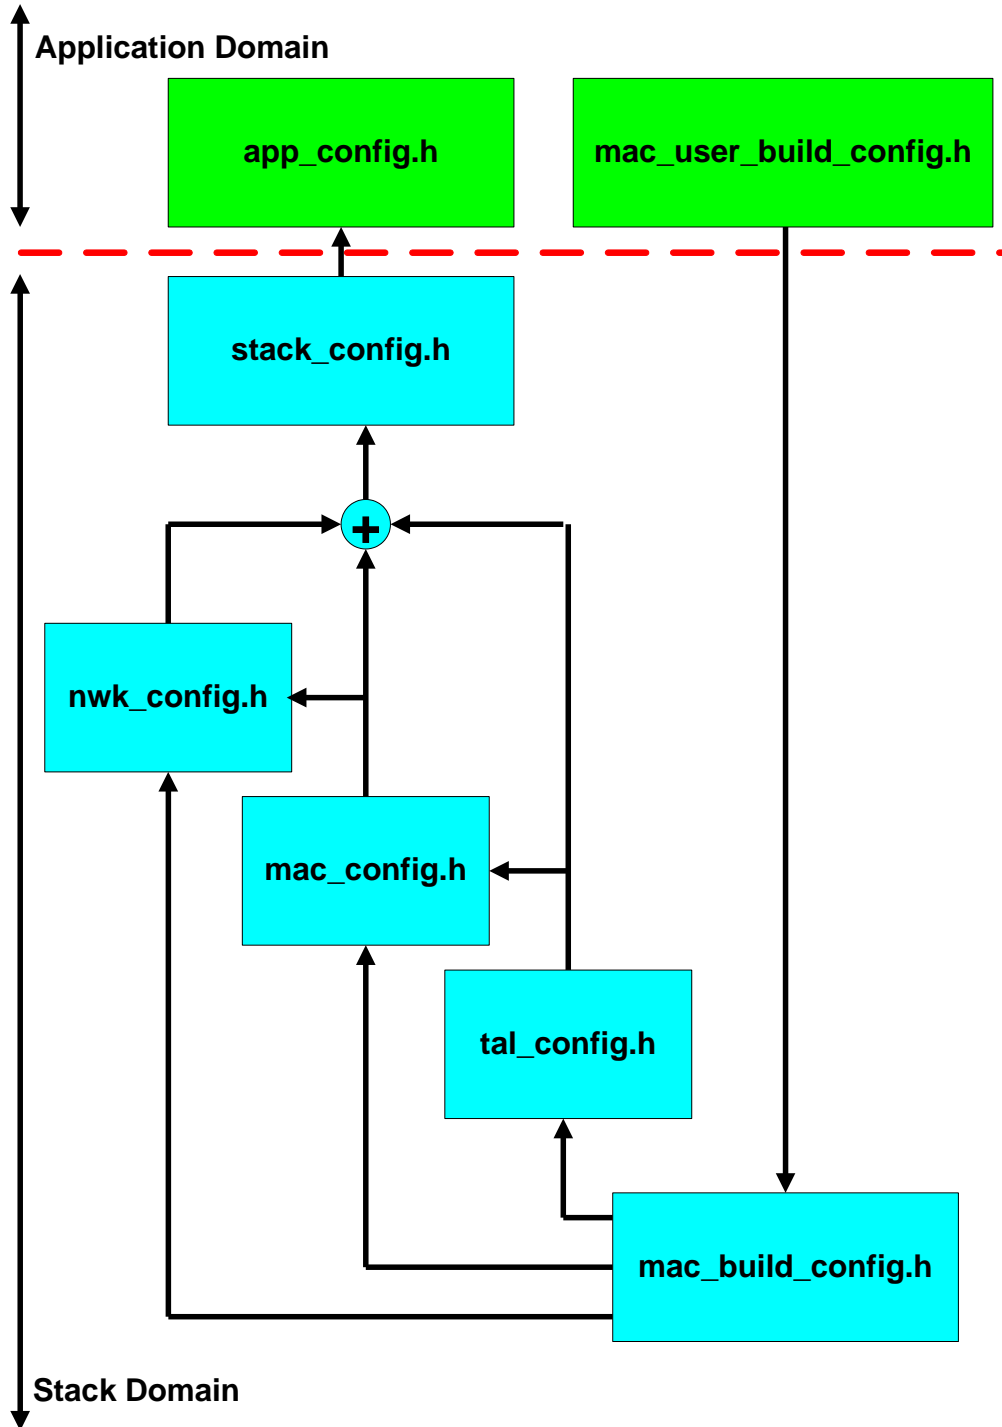 Application Domain
app_config.h
mac_user_build_config.h
stack_config.h
+
nwk_config.h
mac_config.h
tal_config.h
mac_build_config.h
Stack Domain